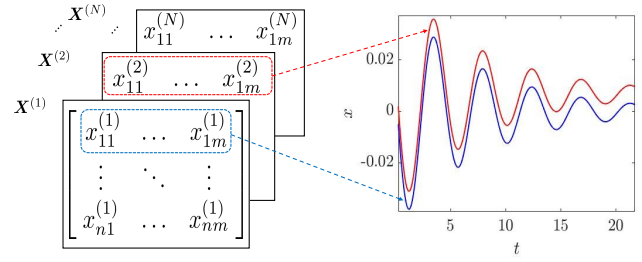 X^(N)
x_11^(N) … x_1m^(N)
X^(2)
x_11^(2) … x_1m^(2)
X^(1)
x_11^(1) … x_1m^(1)
⋮ ⋱ ⋮
x_n1^(1) … x_nm^(1)
0.02
0
-0.02
x
5 10 15 20
t